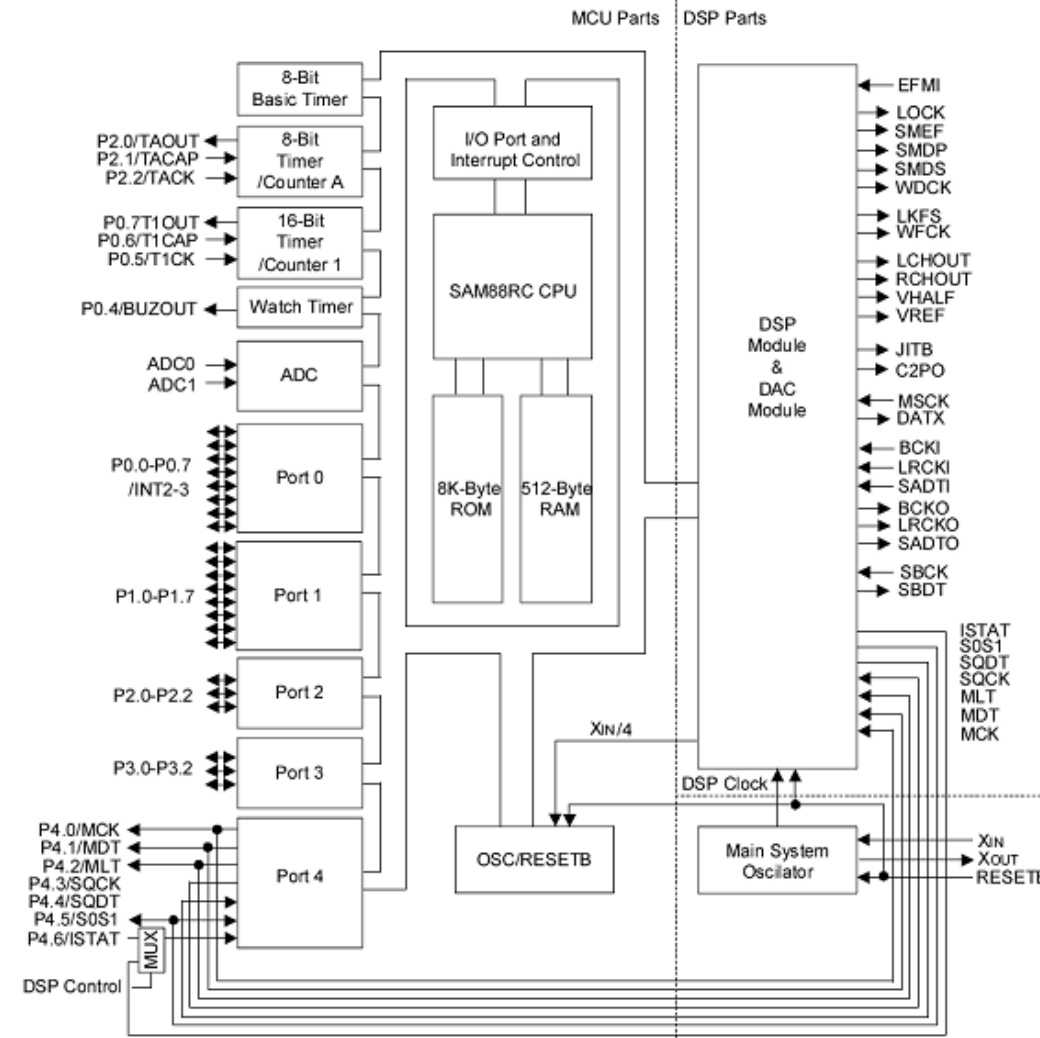 MCU Parts
DSP Parts
8-Bit
Basic Timer
P2.0/TAOUT
P2.1/TACAP
P2.2/TACK
8-Bit
Timer
/Counter A
P0.7T1OUT
P0.6/T1CAP
P0.5/T1CK
16-Bit
Timer
/Counter 1
P0.4/BUZOUT
Watch Timer
ADC0
ADC1
ADC
P0.0-P0.7
/INT2-3
Port 0
P1.0-P1.7
Port 1
P2.0-P2.2
Port 2
P3.0-P3.2
Port 3
P4.0/MCK
P4.1/MDT
P4.2/MLT
P4.3/SQCK
P4.4/SQDT
P4.5/S0S1
P4.6/ISTAT
Port 4
MUX
DSP Control
I/O Port and
Interrupt Control
SAM88RC CPU
8K-Byte
ROM
512-Byte
RAM
XIN/4
OSC/RESETB
DSP
Module
&
DAC
Module
EFMI
LOCK
SMEF
SMDP
SMDS
WDCK
LKFS
WFCK
LCHOUT
RCHOUT
VHALF
VREF
JITB
C2PO
MSCK
DATX
BCKI
LRCKI
SADTI
BCKO
LRCKO
SADTO
SBCK
SBDT
ISTAT
S0S1
SQDT
SQCK
MLT
MDT
MCK
DSP Clock
Main System
Oscilator
XIN
XOUT
RESETB